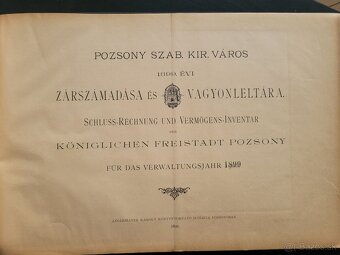 POZSONY SZAB. KIR. VÁROS
1899. ÉVI
ZÁRSZÁMADÁSA ÉS VAGYONLELTÁRA.
SCHLUSS-RECHNUNG UND VERMÖGENS-INVENTAR
DER
KÖNIGLICHEN FREISTADT POZSONY
FÜR DAS VERWALTUNGSJAHR 1899